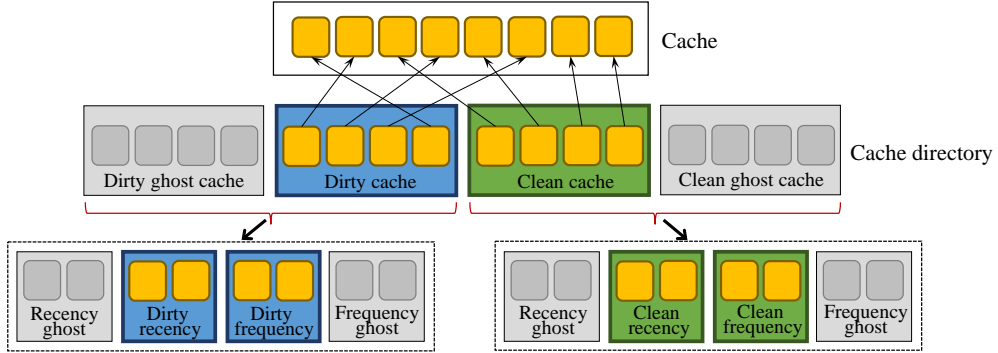 Cache
Dirty ghost cache
Dirty cache
Clean cache
Clean ghost cache
Cache directory
Recency
ghost
Dirty
recency
Dirty
frequency
Frequency
ghost
Recency
ghost
Clean
recency
Clean
frequency
Frequency
ghost